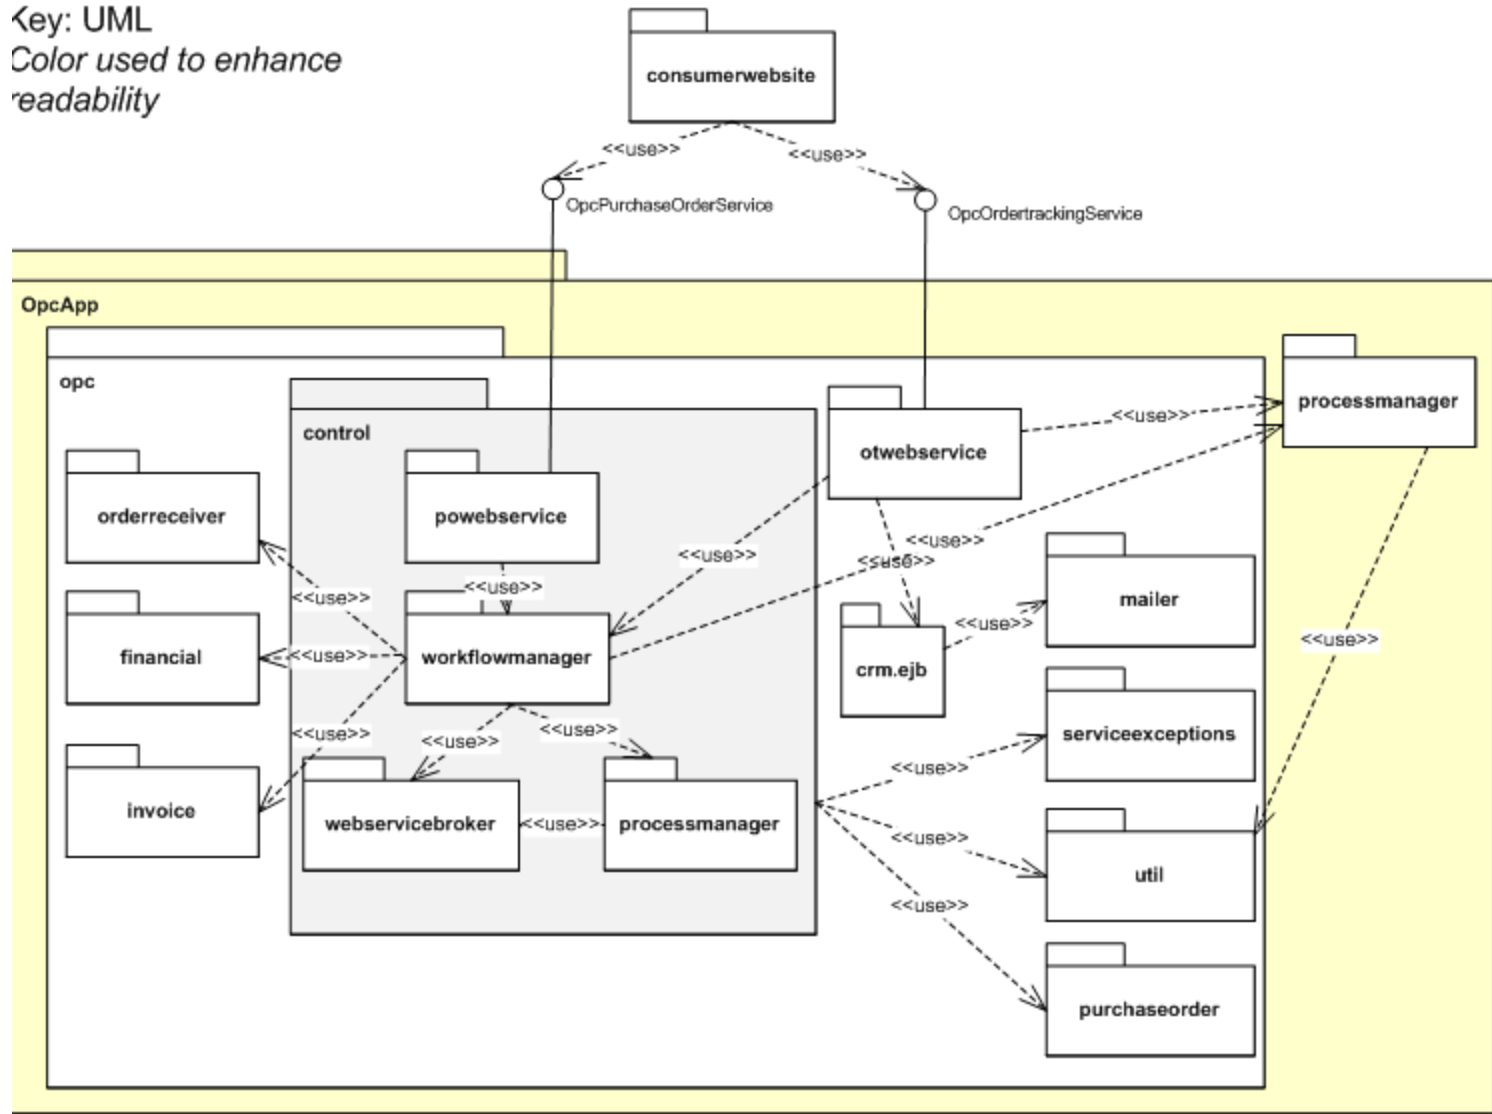 Key: UML
Color used to enhance
readability
consumerwebsite
<<use>>
<<use>>
OpcPurchaseOrderService
OpcOrdertrackingService
OpcApp
opc
control
processmanager
<<use>>
otwebservice
orderreceiver
powebservice
<<use>>
<<use>>
<<use>>
<<use>>
<<use>>
mailer
<<use>>
<<use>>
financial
<<use>>
workflowmanager
crm.ejb
<<use>>
<<use>>
<<use>>
<<use>>
serviceexceptions
<<use>>
invoice
webservicebroker
<<use>>
processmanager
<<use>>
util
<<use>>
purchaseorder